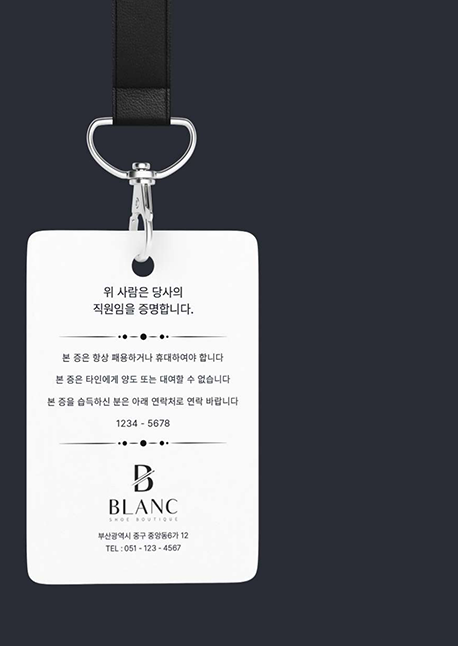 위 사람은 당사의
직원임을 증명합니다.
본 증은 항상 패용하거나 휴대하여야 합니다
본 증은 타인에게 양도 또는 대여할 수 없습니다
본 증을 습득하신 분은 아래 연락처로 연락 바랍니다
1234 - 5678
B
BLANC
SHOE BOUTIQUE
부산광역시 중구 중앙동6가 12
TEL : 051 - 123 - 4567